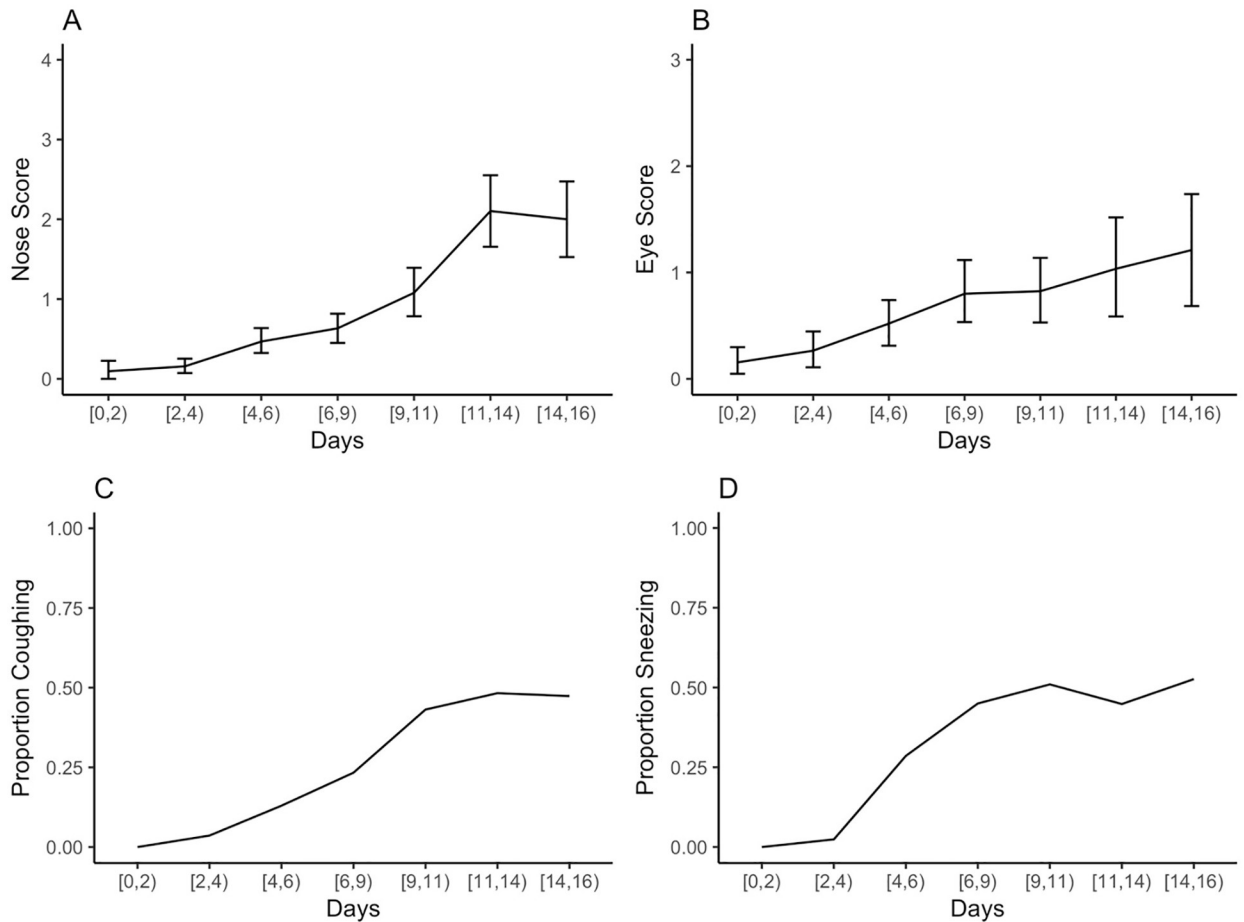 A
Nose Score
4
3
2
1
0
[0,2) [2,4) [4,6) [6,9) [9,11) [11,14) [14,16)
Days
B
Eye Score
3
2
1
0
[0,2) [2,4) [4,6) [6,9) [9,11) [11,14) [14,16)
Days
C
Proportion Coughing
1.00
0.75
0.50
0.25
0.00
[0,2) [2,4) [4,6) [6,9) [9,11) [11,14) [14,16)
Days
D
Proportion Sneezing
1.00
0.75
0.50
0.25
0.00
[0,2) [2,4) [4,6) [6,9) [9,11) [11,14) [14,16)
Days